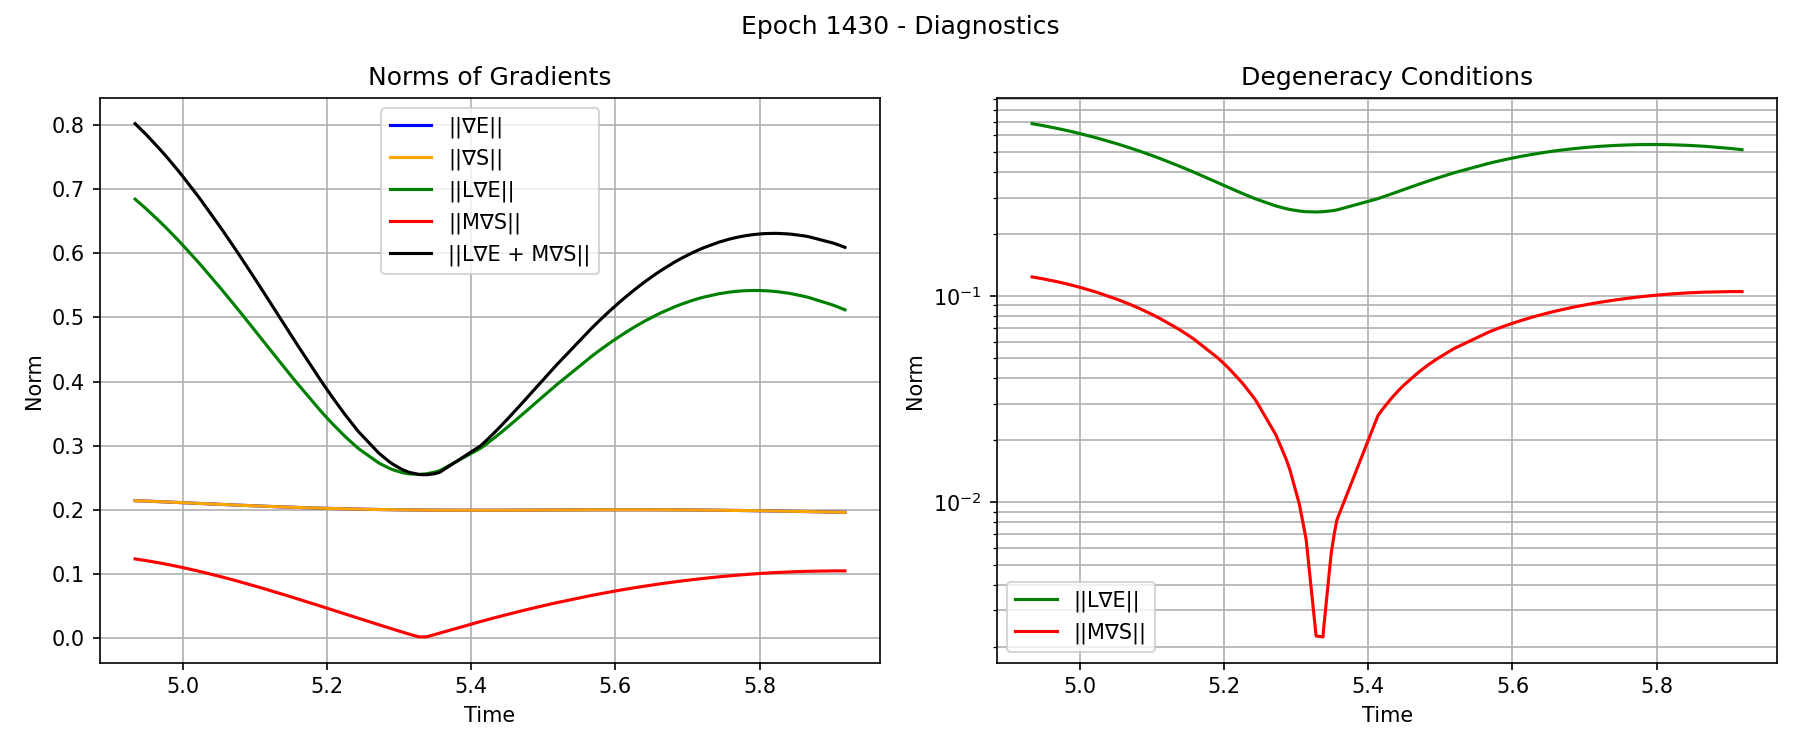 Epoch 1430 - Diagnostics
Norms of Gradients
0.8
0.7
0.6
0.5
0.4
0.3
0.2
0.1
0.0
Norm
||∇E||
||∇S||
||L∇E||
||M∇S||
||L∇E + M∇S||
5.0
5.2
5.4
5.6
5.8
Time
Degeneracy Conditions
10⁻¹
10⁻²
Norm
||L∇E||
||M∇S||
5.0
5.2
5.4
5.6
5.8
Time